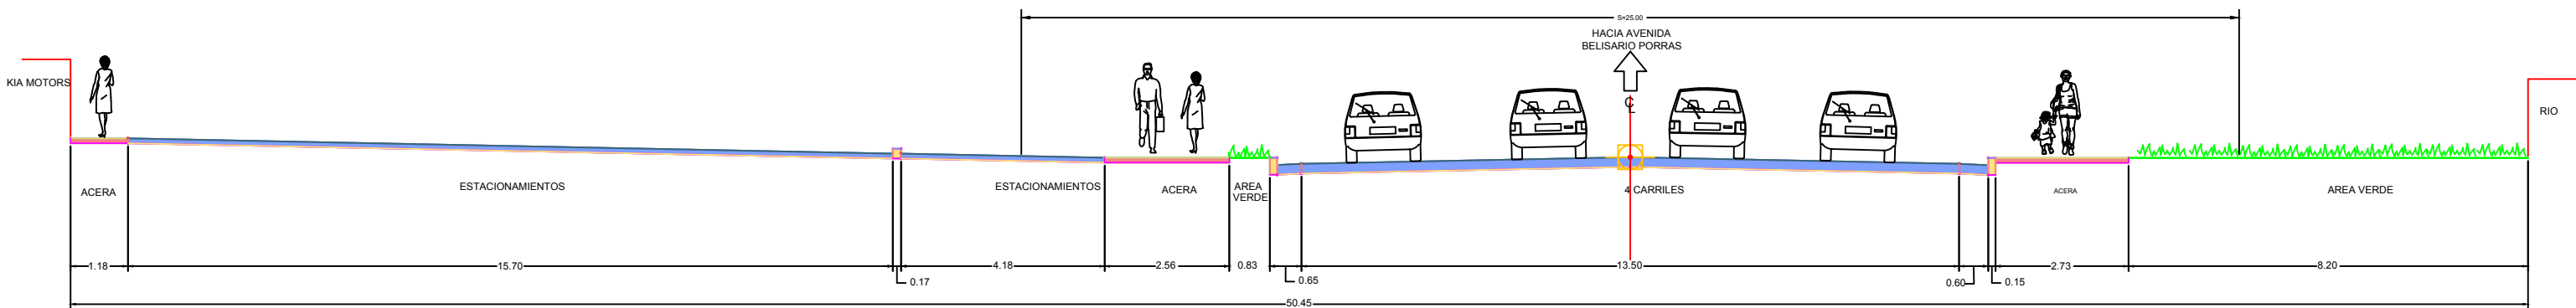 S=25.00
HACIA AVENIDA
BELISARIO PORRAS
KIA MOTORS
RIO
CL
ACERA
ESTACIONAMIENTOS
ESTACIONAMIENTOS
ACERA
AREA
VERDE
4 CARRILES
ACERA
AREA VERDE
1.18
15.70
0.17
4.18
2.56
0.83
0.65
13.50
0.60
0.15
2.73
8.20
50.45